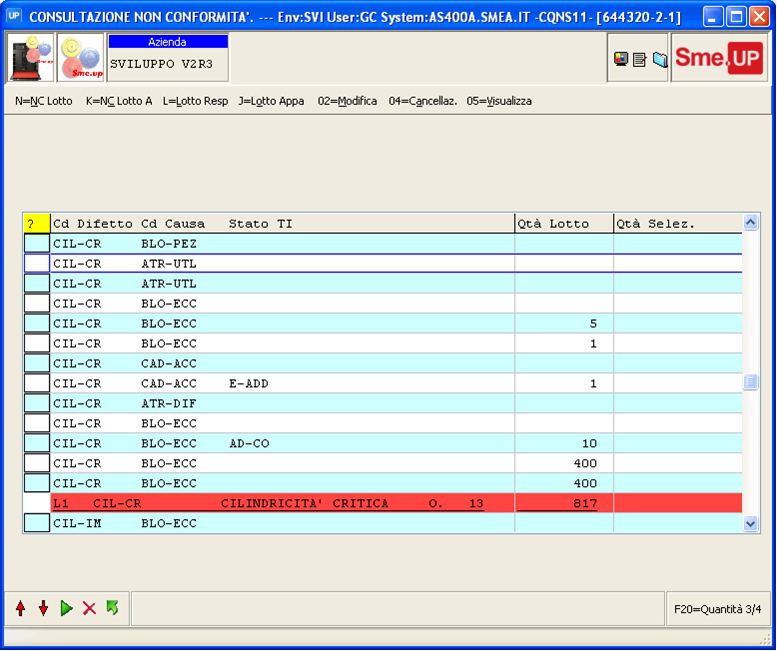 UP CONSULTAZIONE NON CONFORMITA'. --- Env:SVI User:GC System:AS400A.SMEA.IT -CQNS11- [644320-2-1]
Sme.up
Azienda
SVILUPPO V2R3
Sme.UP
N=NC Lotto K=NC Lotto A L=Lotto Resp J=Lotto Appa 02=Modifica 04=Cancellaz. 05=Visualizza
? Cd Difetto Cd Causa Stato TI Qtà Lotto Qtà Selez.
CIL-CR BLO-PEZ
CIL-CR ATR-UTL
CIL-CR ATR-UTL
CIL-CR BLO-ECC
CIL-CR BLO-ECC 5
CIL-CR BLO-ECC 1
CIL-CR CAD-ACC
CIL-CR CAD-ACC E-ADD 1
CIL-CR ATR-DIF
CIL-CR BLO-ECC
CIL-CR BLO-ECC AD-CO 10
CIL-CR BLO-ECC 400
CIL-CR BLO-ECC 400
L1 CIL-CR CILINDRICITA' CRITICA O. 13 817
CIL-IM BLO-ECC
F20=Quantità 3/4